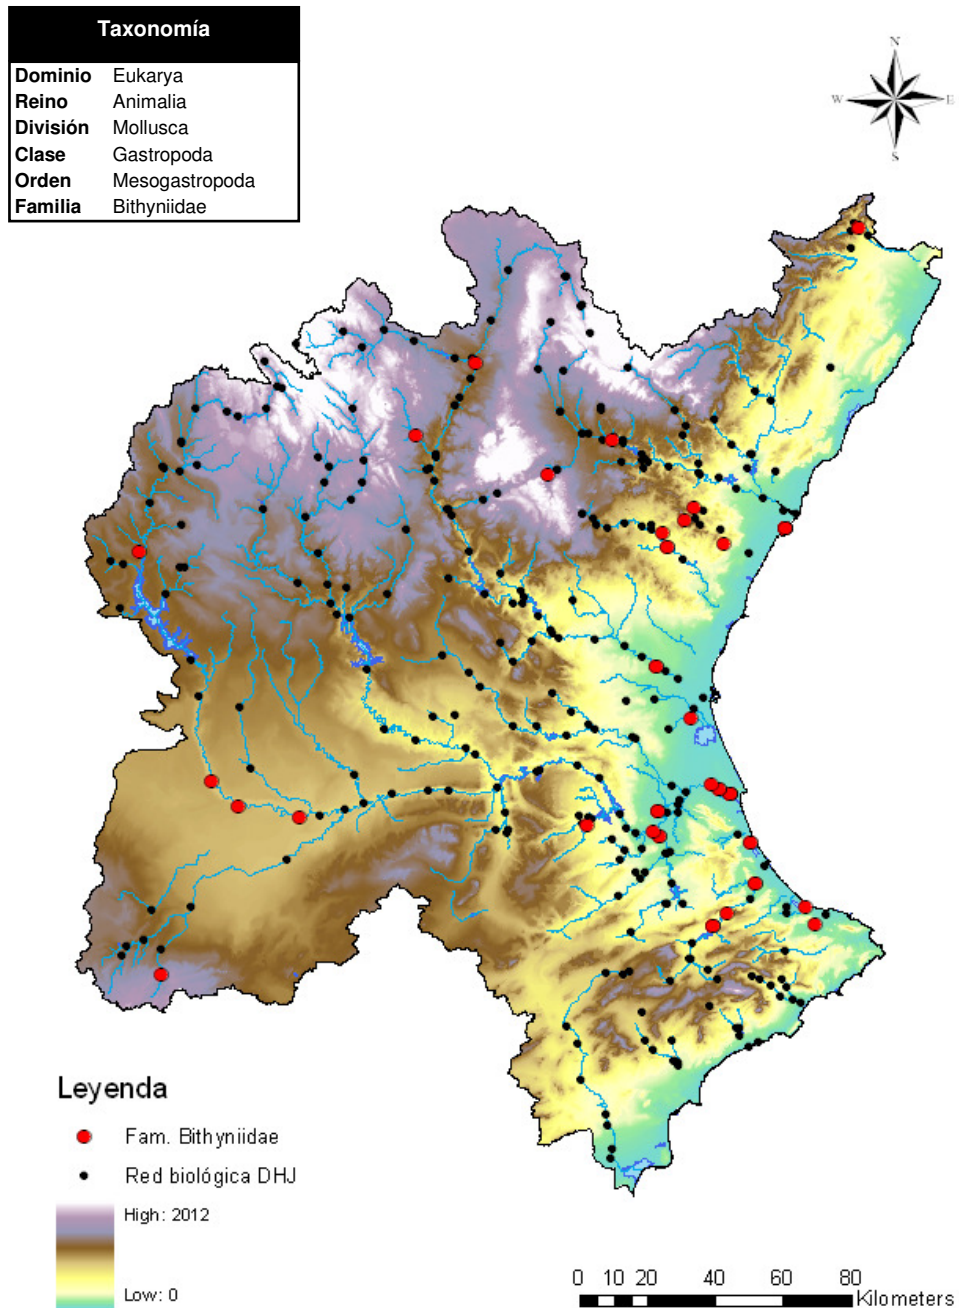 Taxonomía
Dominio Eukarya
Reino Animalia
División Mollusca
Clase Gastropoda
Orden Mesogastropoda
Familia Bithyniidae
N
W E
S
Leyenda
Fam. Bithyniidae
Red biológica DHJ
High: 2012
Low: 0
0 10 20 40 60 80
Kilometers